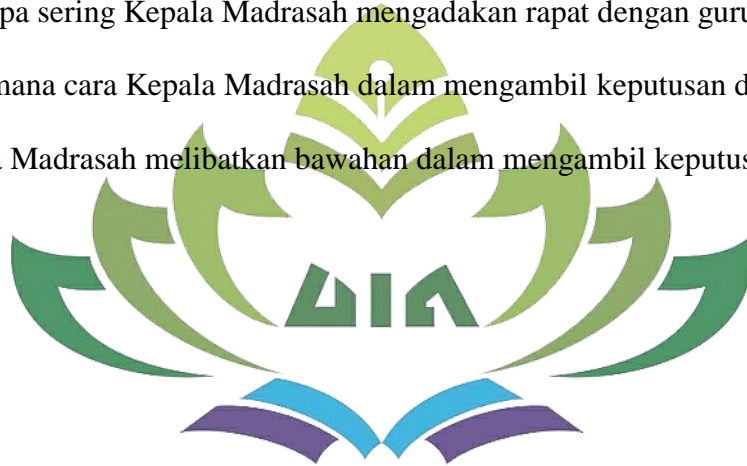 pa sering Kepala Madrasah mengadakan rapat dengan guru
mana cara Kepala Madrasah dalam mengambil keputusan d
a Madrasah melibatkan bawahan dalam mengambil keputus
UIN